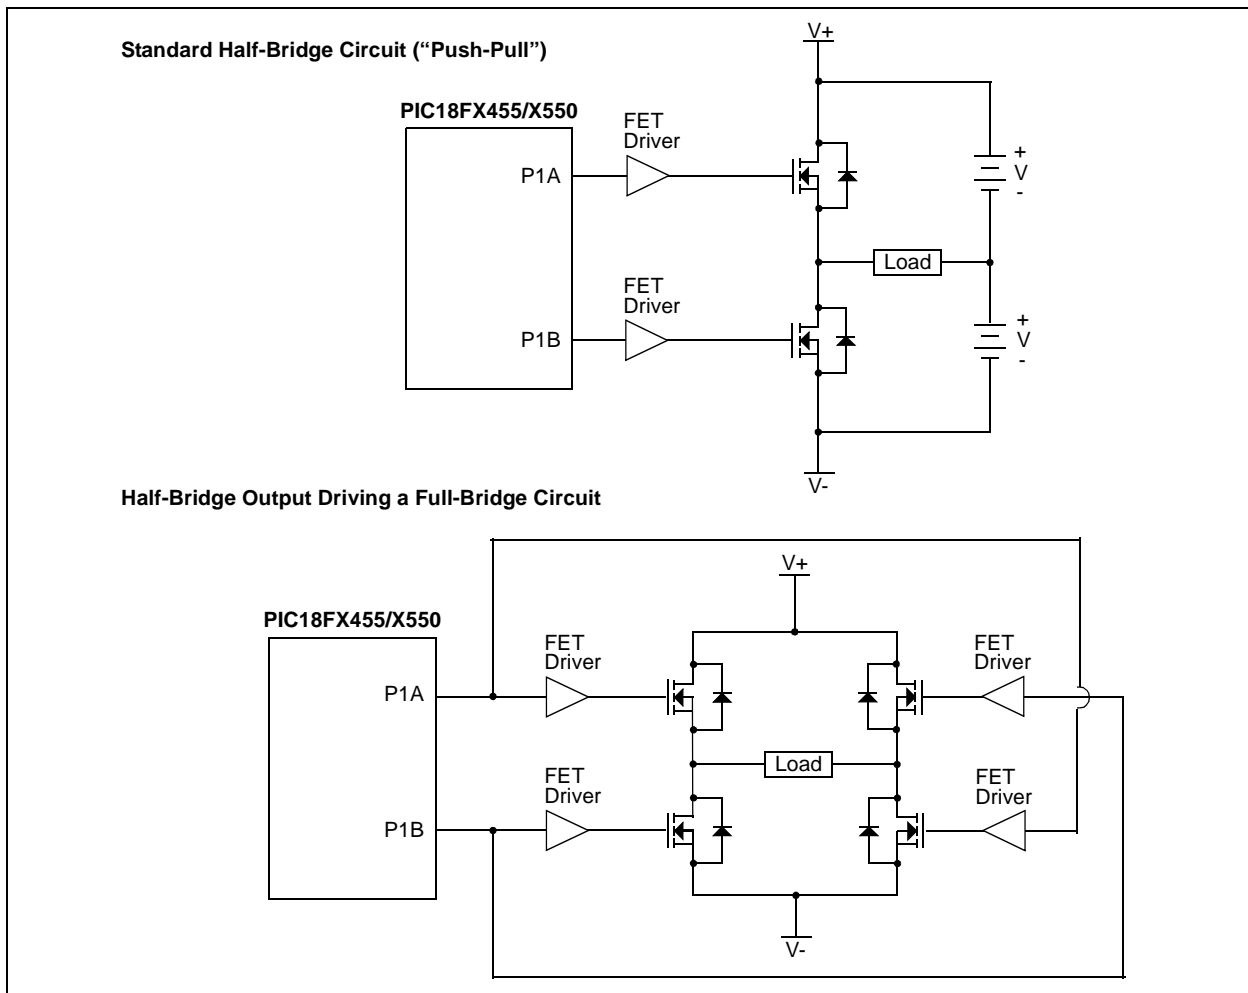 Standard Half-Bridge Circuit (“Push-Pull”)
V+
PIC18FX455/X550
FET
Driver
P1A
+
V
-
Load
FET
Driver
P1B
+
V
-
V-
Half-Bridge Output Driving a Full-Bridge Circuit
V+
PIC18FX455/X550
FET
Driver
FET
Driver
P1A
Load
FET
Driver
FET
Driver
P1B
V-